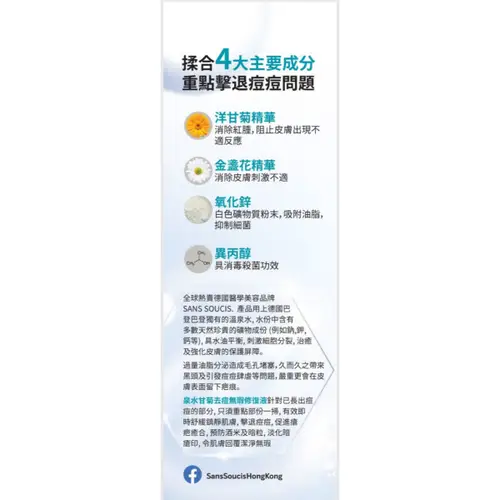 揉合4大主要成分
重點擊退痘痘問題
洋甘菊精華
消除紅腫，阻止皮膚出現不
適反應
金盞花精華
消除皮膚刺激不適
氧化鋅
白色礦物質粉末，吸附油脂，
抑制細菌
異丙醇
具消毒殺菌功效
全球熱賣德國醫學美容品牌
SANS SOUCIS. 產品用上德國巴
登巴登獨有的溫泉水, 水份中含有
多數天然珍貴的礦物成份 (例如鈉,鉀,
鈣等), 具水油平衡, 刺激細胞分裂, 治癒
及強化皮膚的保護屏障。
過量油脂分泌造成毛孔堵塞，久而久之帶來
黑頭及引發痘痘肆虐等問題，嚴重更會在皮
膚表面留下疤痕。
泉水甘菊去痘無瑕修復液針對已長出痘
痘的部分, 只須重點部份一掃, 有效即
時舒緩鎮靜肌膚, 擊退痘痘, 促進瘡
疤癒合, 預防酒米及暗粒, 淡化暗
瘡印, 令肌膚回覆潔淨無瑕
SansSoucisHongKong